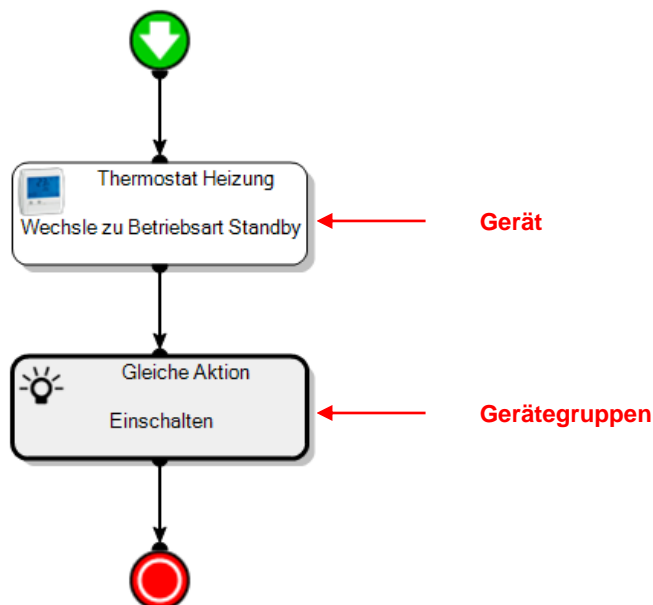 Thermostat Heizung
Wechsle zu Betriebsart Standby
Gerät
Gleiche Aktion
Einschalten
Gerätegruppen